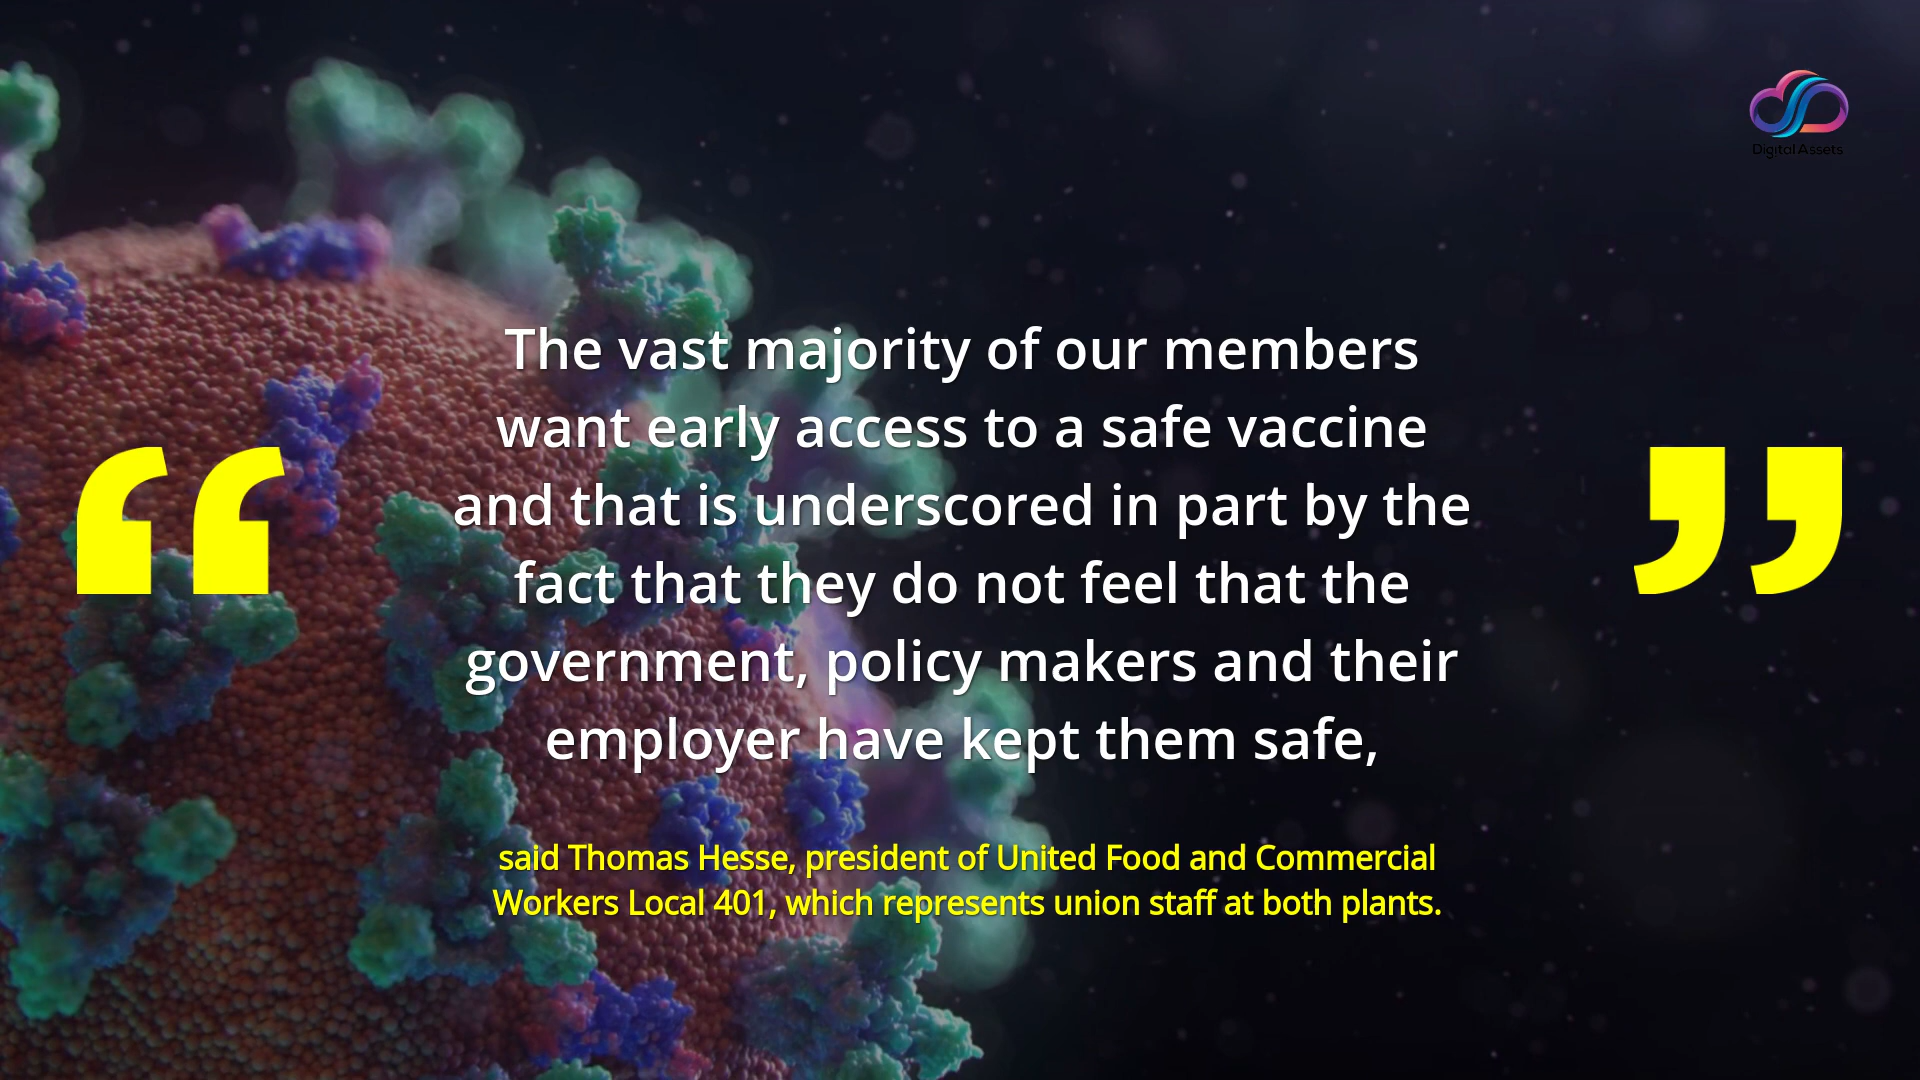 Digital Assets
“
The vast majority of our members
want early access to a safe vaccine
and that is underscored in part by the
fact that they do not feel that the
government, policy makers and their
employer have kept them safe,
”
said Thomas Hesse, president of United Food and Commercial
Workers Local 401, which represents union staff at both plants.